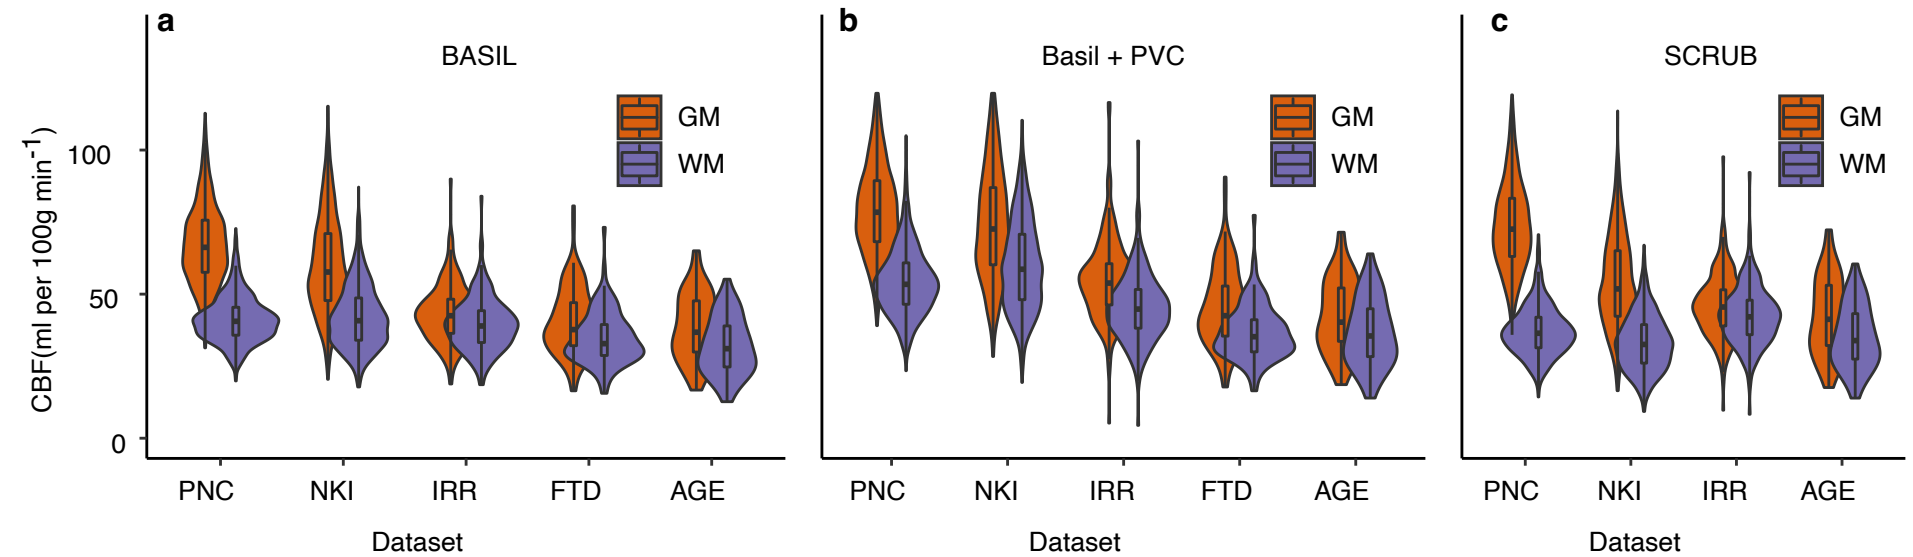 a
BASIL
GM
WM
CBF(ml per 100g min-1)
100
50
0
PNC NKI IRR FTD AGE
Dataset
b
Basil + PVC
GM
WM
PNC NKI IRR FTD AGE
Dataset
c
SCRUB
GM
WM
PNC NKI IRR AGE
Dataset